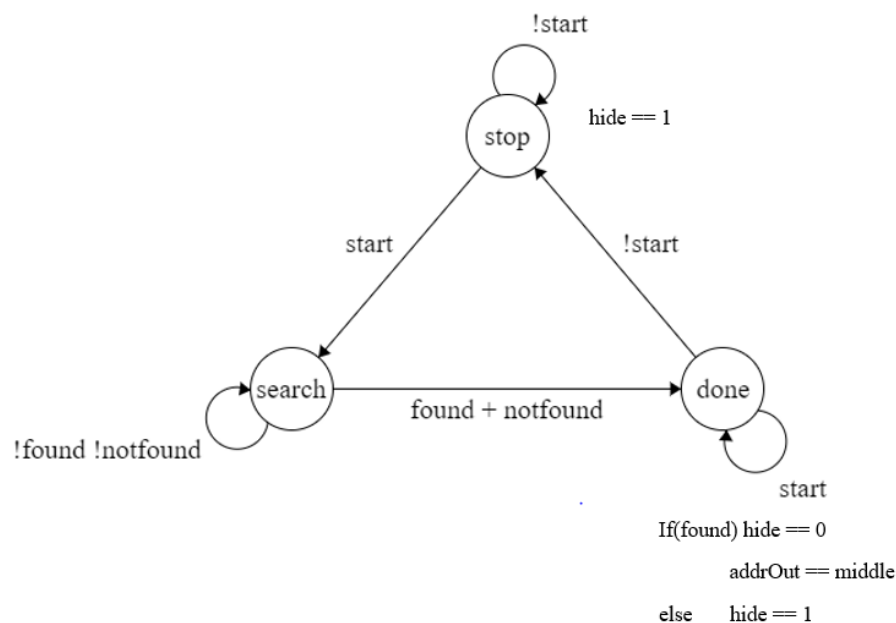 !start
hide == 1
stop
start
!start
search
done
found + notfound
!found !notfound
start
If(found) hide == 0
addrOut == middle
else hide == 1